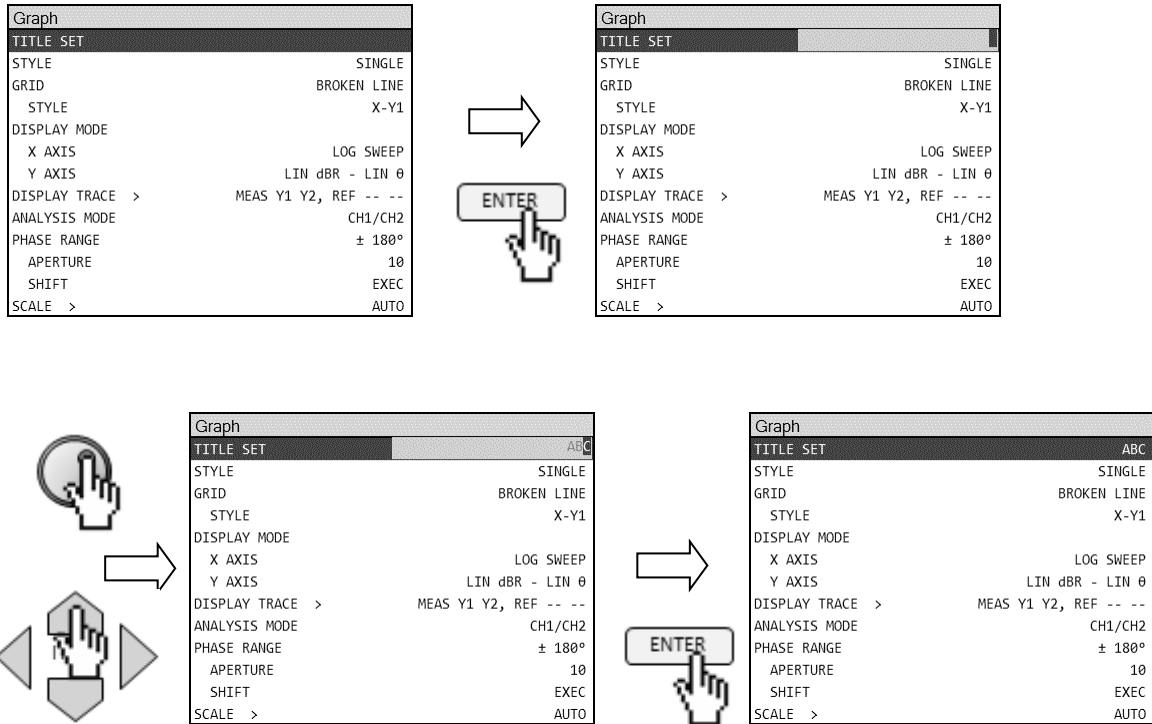 Graph
TITLE SET
STYLE SINGLE
GRID BROKEN LINE
STYLE X-Y1
DISPLAY MODE
X AXIS LOG SWEEP
Y AXIS LIN dBR - LIN θ
DISPLAY TRACE > MEAS Y1 Y2, REF -- --
ANALYSIS MODE CH1/CH2
PHASE RANGE ± 180°
APERTURE 10
SHIFT EXEC
SCALE > AUTO
ENTER
Graph
TITLE SET
STYLE SINGLE
GRID BROKEN LINE
STYLE X-Y1
DISPLAY MODE
X AXIS LOG SWEEP
Y AXIS LIN dBR - LIN θ
DISPLAY TRACE > MEAS Y1 Y2, REF -- --
ANALYSIS MODE CH1/CH2
PHASE RANGE ± 180°
APERTURE 10
SHIFT EXEC
SCALE > AUTO
Graph
TITLE SET ABC
STYLE SINGLE
GRID BROKEN LINE
STYLE X-Y1
DISPLAY MODE
X AXIS LOG SWEEP
Y AXIS LIN dBR - LIN θ
DISPLAY TRACE > MEAS Y1 Y2, REF -- --
ANALYSIS MODE CH1/CH2
PHASE RANGE ± 180°
APERTURE 10
SHIFT EXEC
SCALE > AUTO
ENTER
Graph
TITLE SET ABC
STYLE SINGLE
GRID BROKEN LINE
STYLE X-Y1
DISPLAY MODE
X AXIS LOG SWEEP
Y AXIS LIN dBR - LIN θ
DISPLAY TRACE > MEAS Y1 Y2, REF -- --
ANALYSIS MODE CH1/CH2
PHASE RANGE ± 180°
APERTURE 10
SHIFT EXEC
SCALE > AUTO